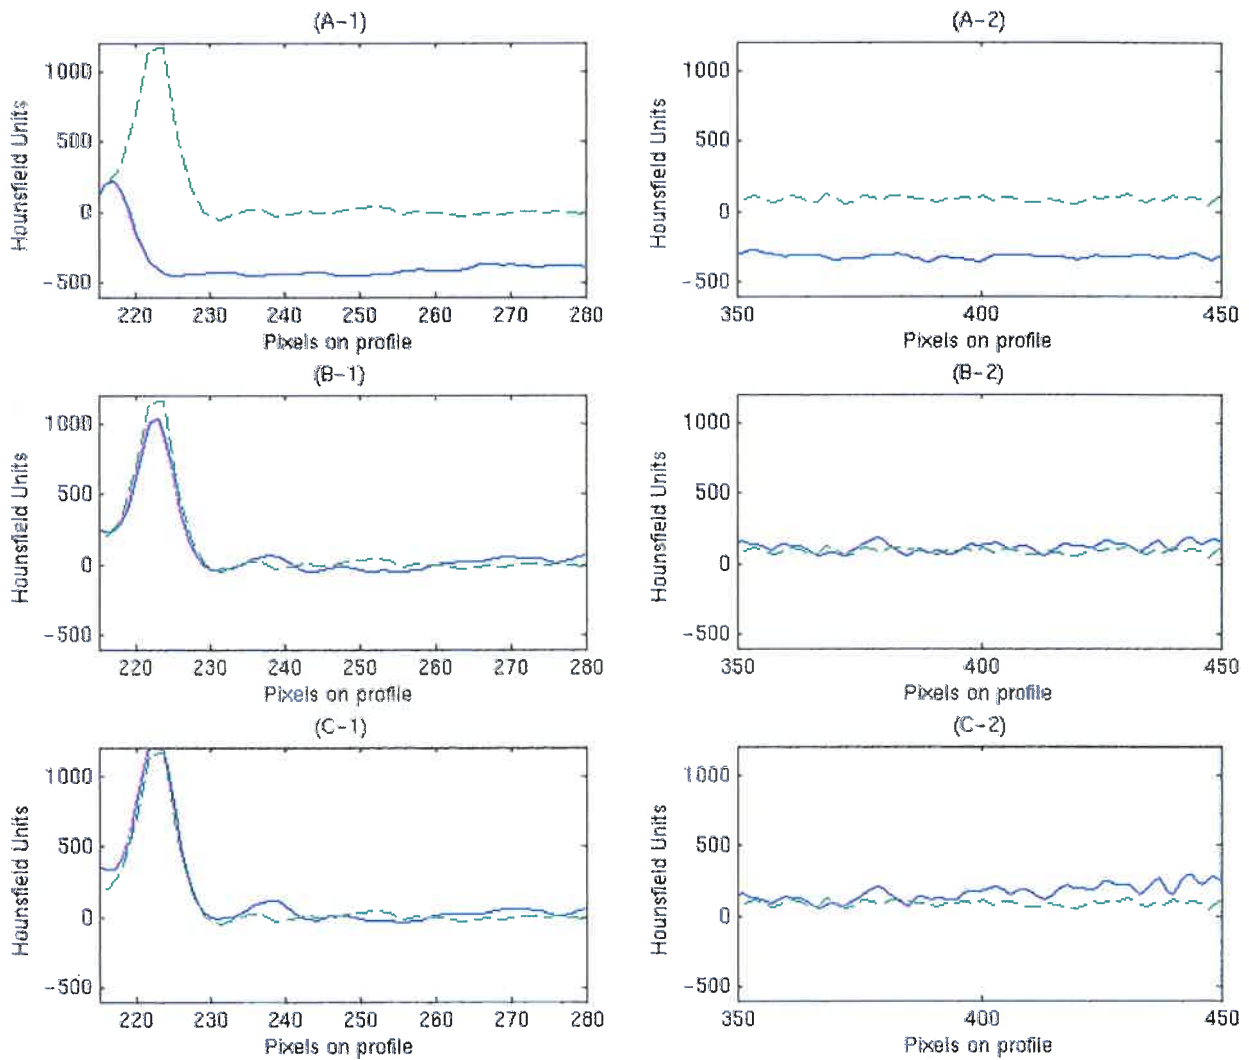 (A-1)
Hounsfield Units
1000
500
0
-500
220 230 240 250 260 270 280
Pixels on profile
(A-2)
Hounsfield Units
1000
500
0
-500
350 400 450
Pixels on profile
(B-1)
Hounsfield Units
1000
500
0
-500
220 230 240 250 260 270 280
Pixels on profile
(B-2)
Hounsfield Units
1000
500
0
-500
350 400 450
Pixels on profile
(C-1)
Hounsfield Units
1000
500
0
-500
220 230 240 250 260 270 280
Pixels on profile
(C-2)
Hounsfield Units
1000
500
0
-500
350 400 450
Pixels on profile